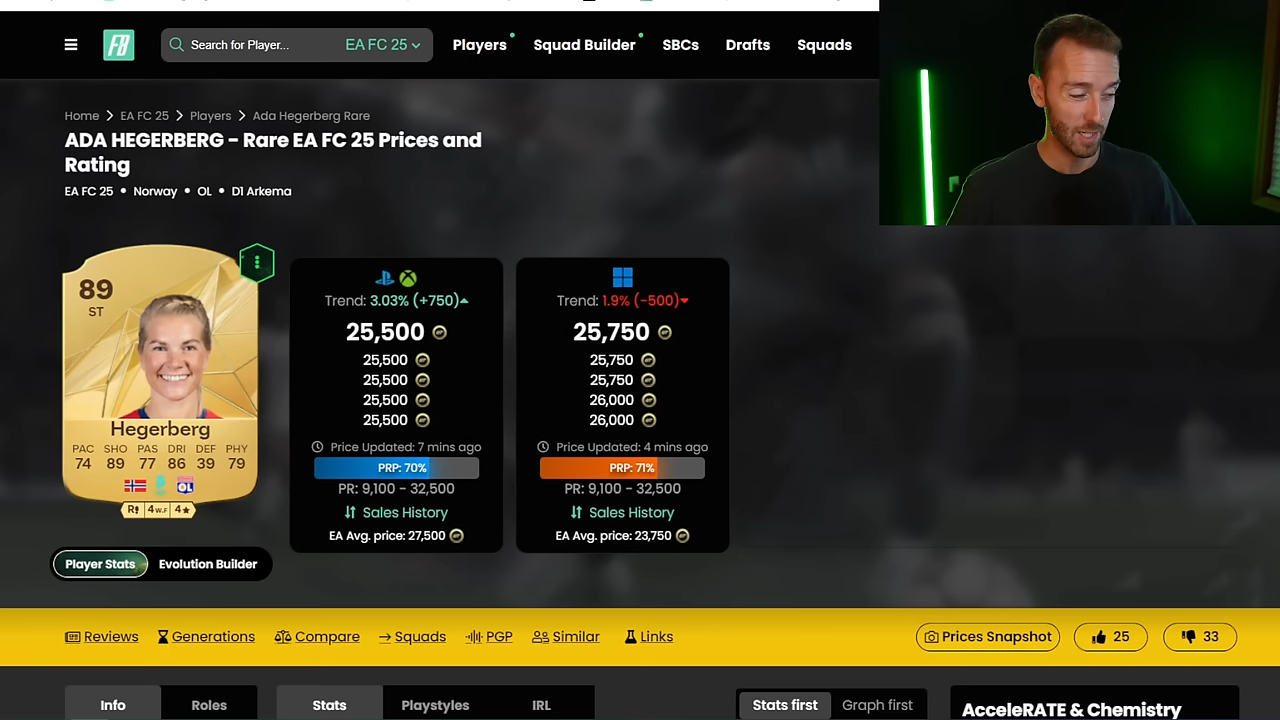 FB
Search for Player...
EA FC 25
Players
Squad Builder
SBCs
Drafts
Squads
Home
EA FC 25
Players
Ada Hegerberg Rare
ADA HEGERBERG - Rare EA FC 25 Prices and
Rating
EA FC 25 • Norway • OL • D1 Arkema
89
ST
Hegerberg
PAC SHO PAS DRI DEF PHY
74 89 77 86 39 79
OL
R
4 W.F
4★
Trend: 3.03% (+750)
25,500
25,500
25,500
25,500
25,500
Price Updated: 7 mins ago
PRP: 70%
PR: 9,100 - 32,500
Sales History
EA Avg. price: 27,500
Trend: 1.9% (-500)
25,750
25,750
25,750
26,000
26,000
Price Updated: 4 mins ago
PRP: 71%
PR: 9,100 - 32,500
Sales History
EA Avg. price: 23,750
Player Stats
Evolution Builder
Reviews
Generations
Compare
Squads
PGP
Similar
Links
Prices Snapshot
25
33
Info
Roles
Stats
Playstyles
IRL
Stats first
Graph first
AcceleRATE & Chemistry